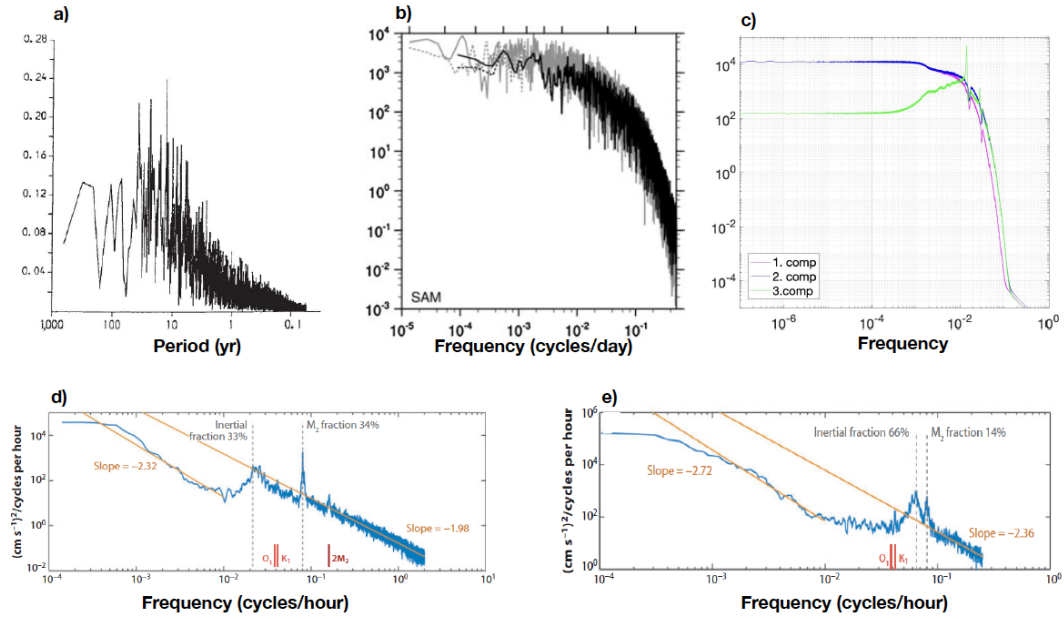 a)
0.28
0.24
0.20
0.16
0.12
0.08
0.04
1,000
100
10
1
0.1
Period (yr)
b)
10⁵
10⁴
10³
10²
10¹
10⁰
10⁻¹
10⁻²
10⁻³
SAM
10⁻⁵
10⁻⁴
10⁻³
10⁻²
10⁻¹
Frequency (cycles/day)
c)
10⁴
10²
10⁰
10⁻²
10⁻⁴
1. comp
2. comp
3.comp
10⁻⁶
10⁻⁴
10⁻²
10⁰
Frequency
d)
(cm s⁻¹)²/cycles per hour
10⁴
10²
10⁰
10⁻²
Inertial
fraction 33%
M₂ fraction 34%
Slope = −2.32
Slope = −1.98
O₁
K₁
2M₂
10⁻⁴
10⁻³
10⁻²
10⁻¹
10⁰
10¹
Frequency (cycles/hour)
e)
(cm s⁻¹)²/cycles per hour
10⁶
10⁴
10²
10⁰
Inertial fraction 66%
M₂ fraction 14%
Slope = −2.72
Slope = −2.36
O₁
K₁
10⁻⁴
10⁻³
10⁻²
10⁻¹
10⁰
Frequency (cycles/hour)